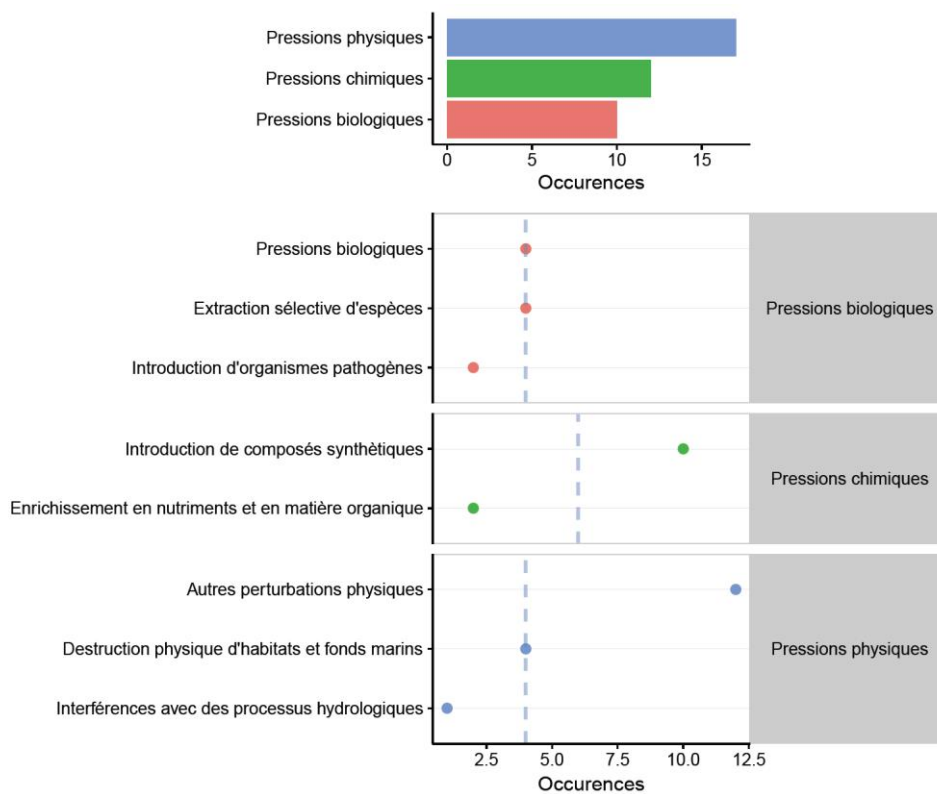 Pressions physiques
Pressions chimiques
Pressions biologiques
0 5 10 15
Occurences
Pressions biologiques
Extraction sélective d'espèces
Introduction d'organismes pathogènes
Pressions biologiques
Introduction de composés synthètiques
Enrichissement en nutriments et en matière organique
Pressions chimiques
Autres perturbations physiques
Destruction physique d'habitats et fonds marins
Interférences avec des processus hydrologiques
Pressions physiques
2.5 5.0 7.5 10.0 12.5
Occurences